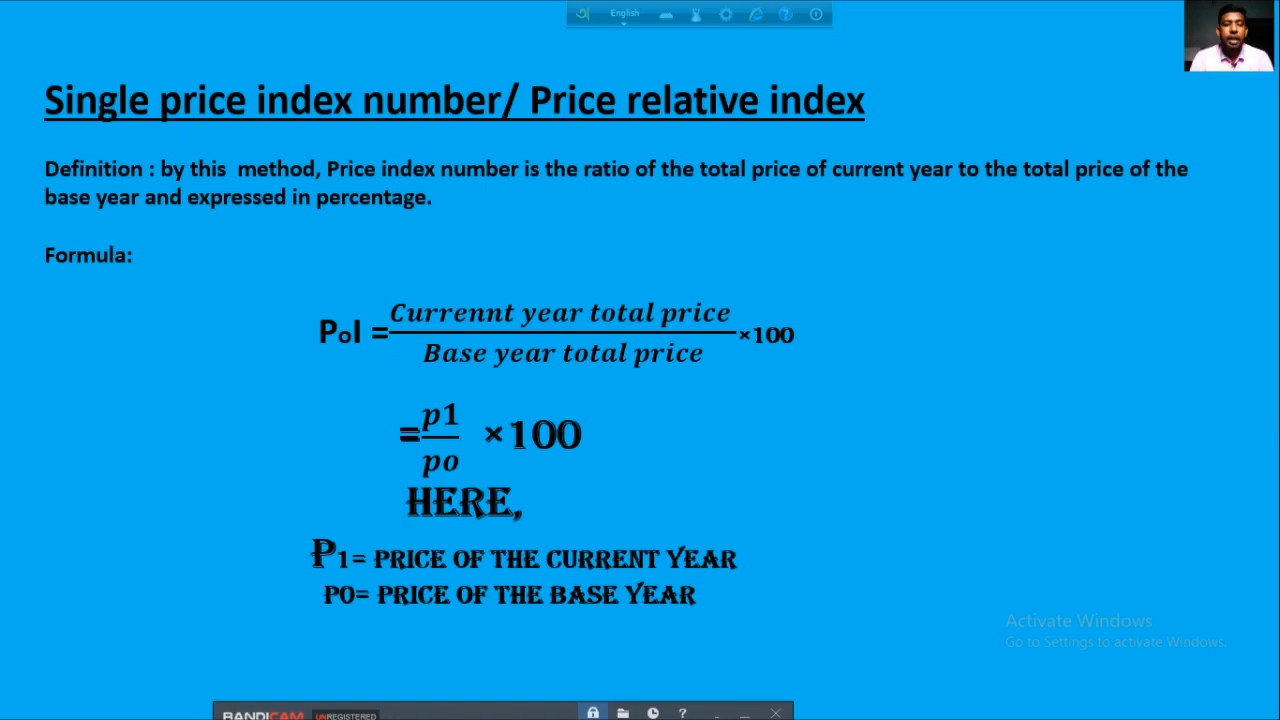 English
Single price index number/ Price relative index
Definition : by this  method, Price index number is the ratio of the total price of current year to the total price of the
base year and expressed in percentage.
Formula:
PoI = Currennt year total price / Base year total price ×100
= p1 / po ×100
HERE,
P1= PRICE OF THE CURRENT YEAR
PO= PRICE OF THE BASE YEAR
Activate Windows
Go to Settings to activate Windows.
BANDICAM UNREGISTERED